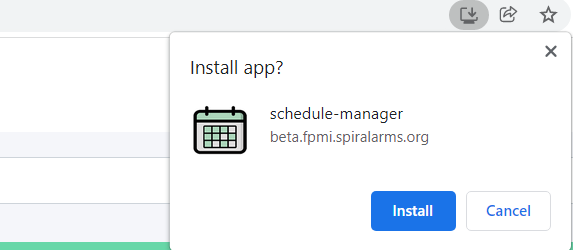 Install app?
schedule-manager
beta.fpmi.spiralarms.org
Install
Cancel